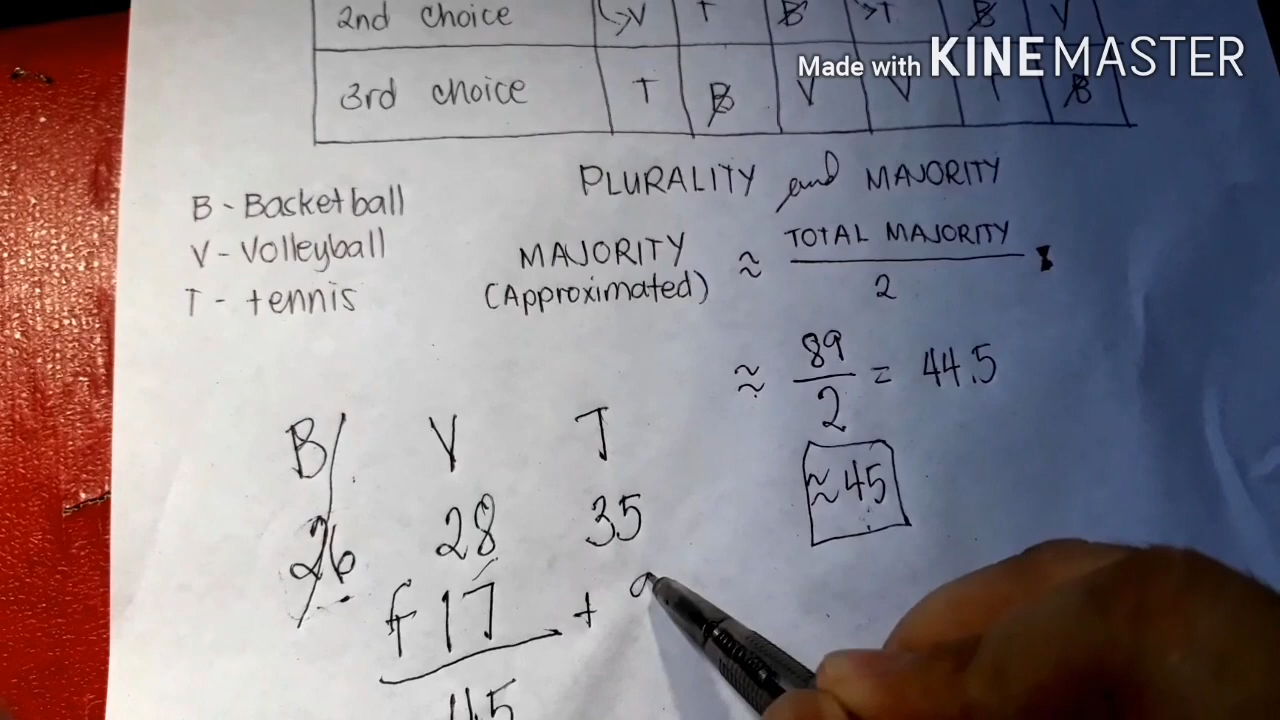 2nd choice V T B T B V
Made with KINEMASTER
3rd choice T B V V T B
PLURALITY and MAJORITY
B - Backetball
V - Volleyball
T - tennis
MAJORITY ≈ TOTAL MAJORITY
(Approximated) 2
≈ 89 = 44.5
2
≈ 45
B V T
26 28 35
+ 17 +
45